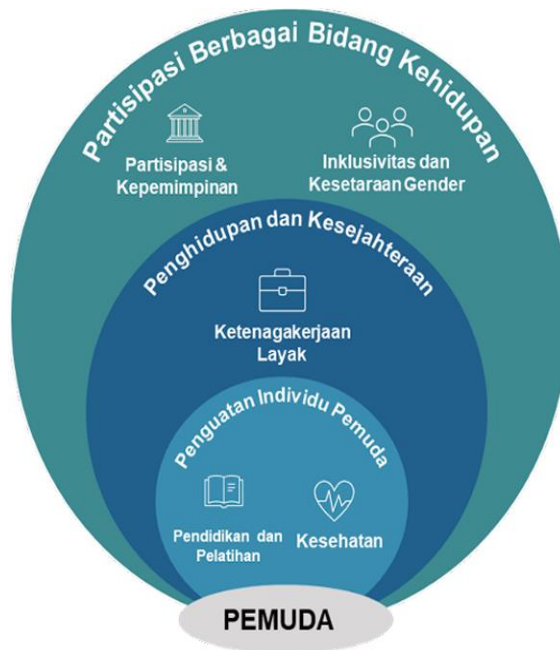 Partisipasi Berbagai Bidang Kehidupan
Partisipasi &
Kepemimpinan
Inklusivitas dan
Kesetaraan Gender
Penghidupan dan Kesejahteraan
Ketenagakerjaan
Layak
Penguatan Individu Pemuda
Pendidikan dan
Pelatihan
Kesehatan
PEMUDA